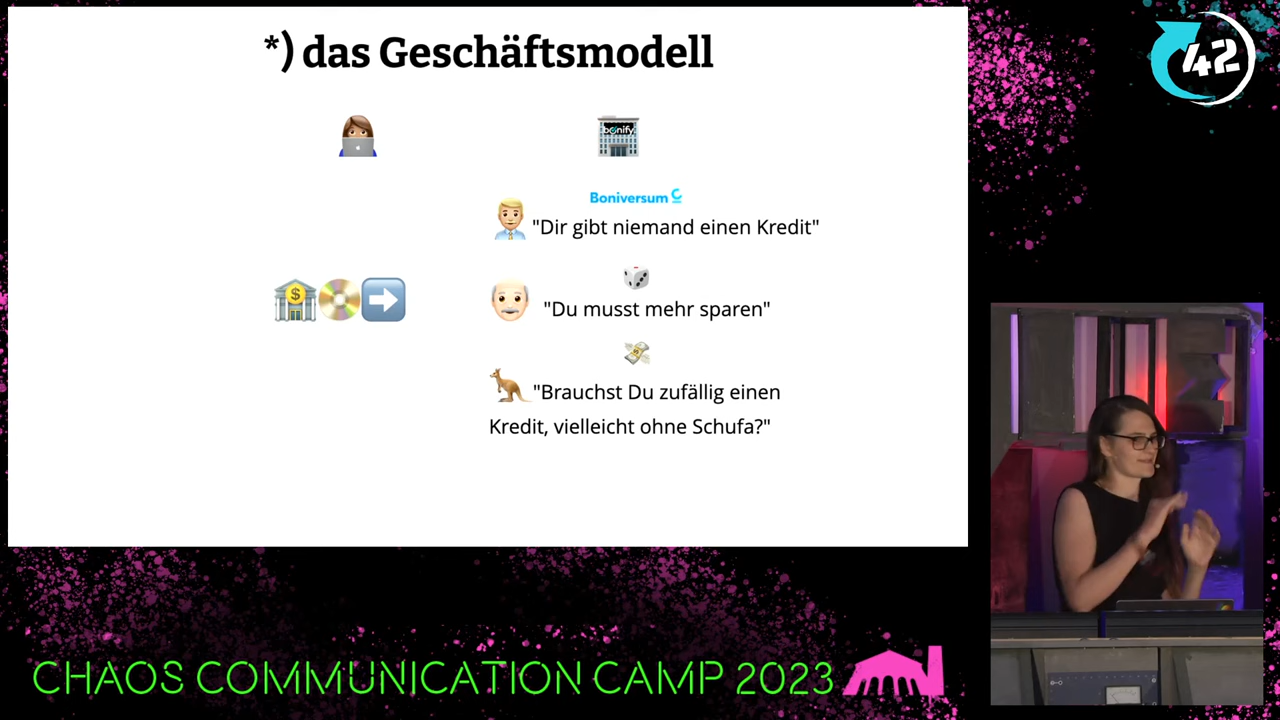 *) das Geschäftsmodell
42
bonify
Boniversum
"Dir gibt niemand einen Kredit"
"Du musst mehr sparen"
"Brauchst Du zufällig einen
Kredit, vielleicht ohne Schufa?"
CHAOS COMMUNICATION CAMP 2023